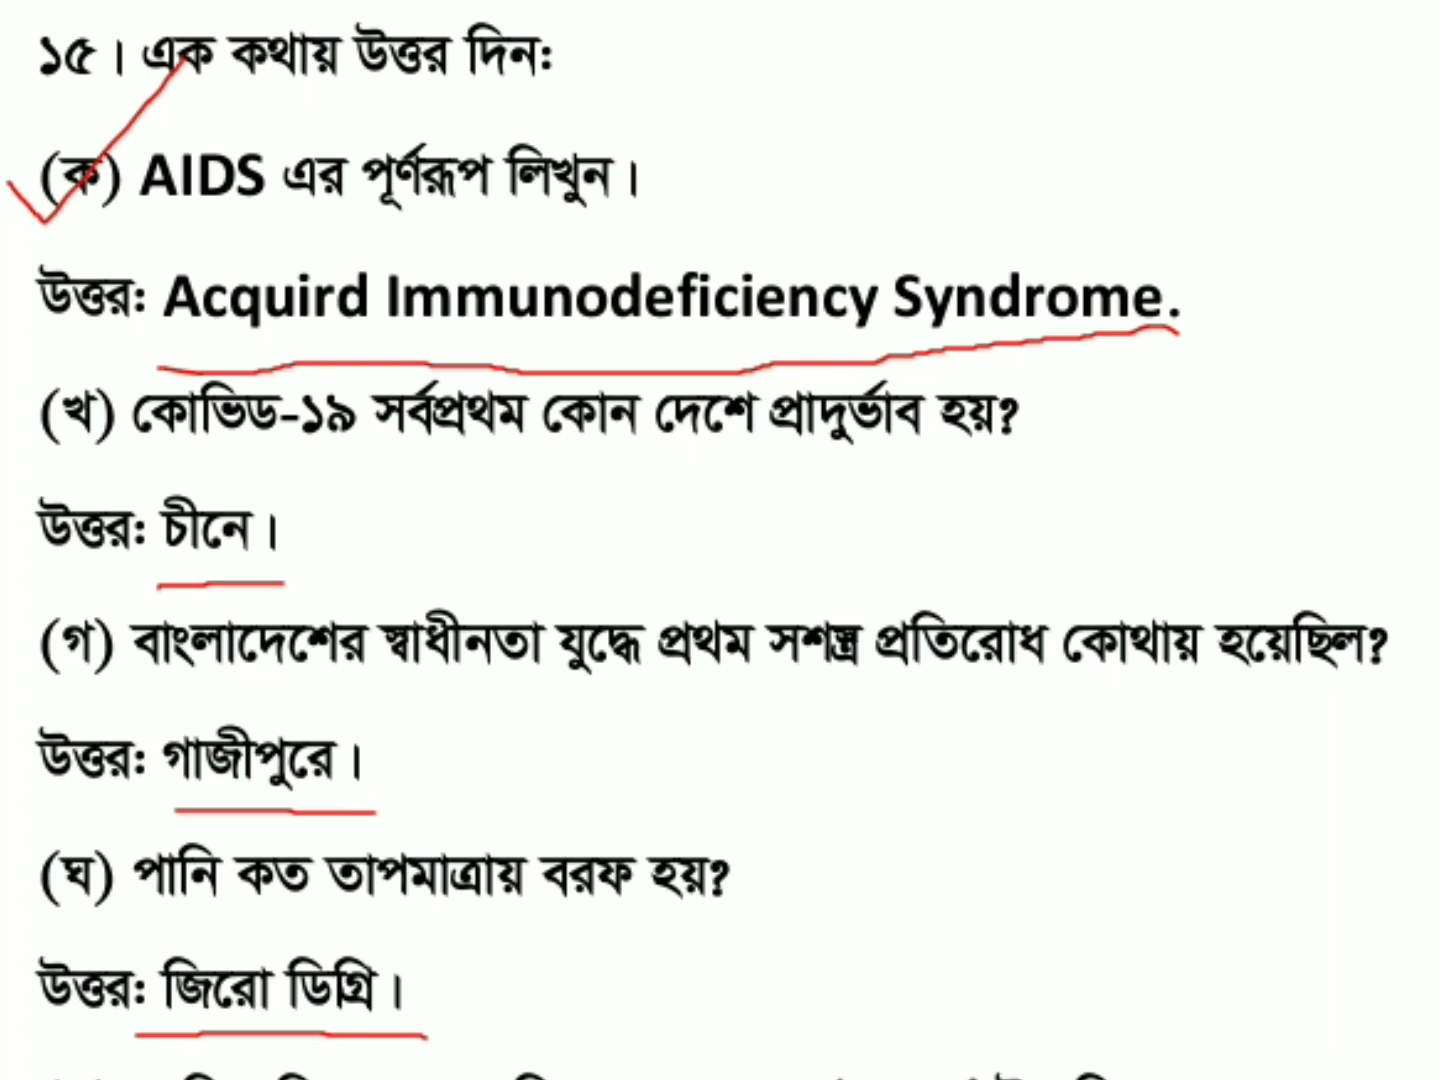 ১৫। এক কথায় উত্তর দিন:
(ক) AIDS এর পূর্ণরূপ লিখুন।
উত্তর: Acquird Immunodeficiency Syndrome.
(খ) কোভিড-১৯ সর্বপ্রথম কোন দেশে প্রাদুর্ভাব হয়?
উত্তর: চীনে।
(গ) বাংলাদেশের স্বাধীনতা যুদ্ধে প্রথম সশস্ত্র প্রতিরোধ কোথায় হয়েছিল?
উত্তর: গাজীপুরে।
(ঘ) পানি কত তাপমাত্রায় বরফ হয়?
উত্তর: জিরো ডিগ্রি।